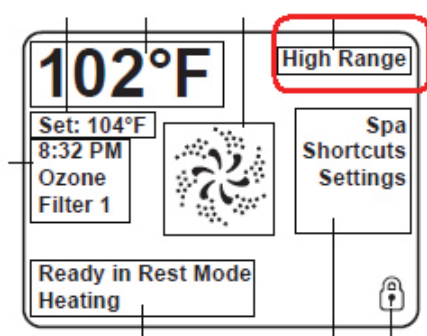 102°F
High Range
Set: 104°F
8:32 PM
Ozone
Filter 1
Spa
Shortcuts
Settings
Ready in Rest Mode
Heating